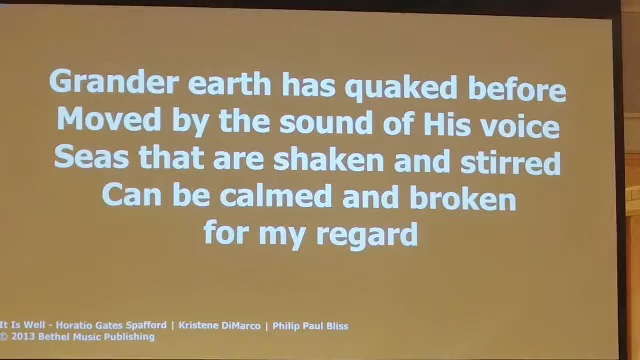 Grander earth has quaked before
Moved by the sound of His voice
Seas that are shaken and stirred
Can be calmed and broken
for my regard
It Is Well - Horatio Gates Spafford | Kristene DiMarco | Philip Paul Bliss
© 2013 Bethel Music Publishing